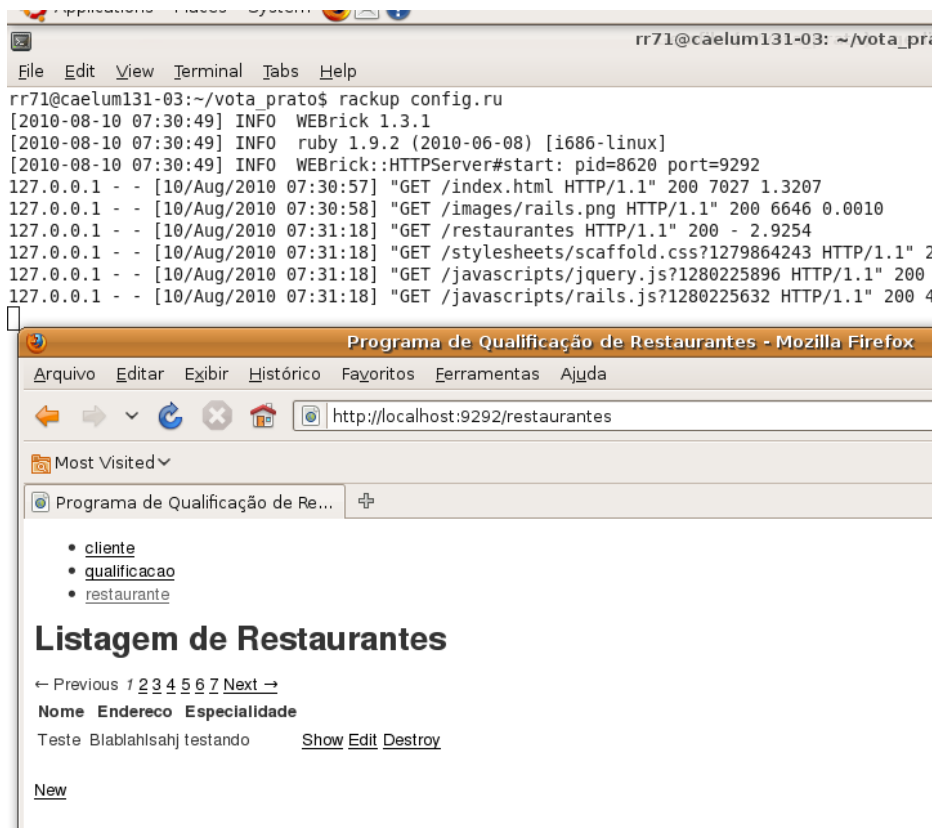 Applications Places System
rr71@caelum131-03: ~/vota_pra
File Edit View Terminal Tabs Help
rr71@caelum131-03:~/vota_prato$ rackup config.ru
[2010-08-10 07:30:49] INFO  WEBrick 1.3.1
[2010-08-10 07:30:49] INFO  ruby 1.9.2 (2010-06-08) [i686-linux]
[2010-08-10 07:30:49] INFO  WEBrick::HTTPServer#start: pid=8620 port=9292
127.0.0.1 - - [10/Aug/2010 07:30:57] "GET /index.html HTTP/1.1" 200 7027 1.3207
127.0.0.1 - - [10/Aug/2010 07:30:58] "GET /images/rails.png HTTP/1.1" 200 6646 0.0010
127.0.0.1 - - [10/Aug/2010 07:31:18] "GET /restaurantes HTTP/1.1" 200 - 2.9254
127.0.0.1 - - [10/Aug/2010 07:31:18] "GET /stylesheets/scaffold.css?1279864243 HTTP/1.1" 2
127.0.0.1 - - [10/Aug/2010 07:31:18] "GET /javascripts/jquery.js?1280225896 HTTP/1.1" 200
127.0.0.1 - - [10/Aug/2010 07:31:18] "GET /javascripts/rails.js?1280225632 HTTP/1.1" 200 4
Programa de Qualificação de Restaurantes - Mozilla Firefox
Arquivo Editar Exibir Histórico Favoritos Ferramentas Ajuda
http://localhost:9292/restaurantes
Most Visited
Programa de Qualificação de Re...
• cliente
• qualificacao
• restaurante
Listagem de Restaurantes
← Previous 1 2 3 4 5 6 7 Next →
Nome Endereco Especialidade
Teste Blablahlsahj testando Show Edit Destroy
New